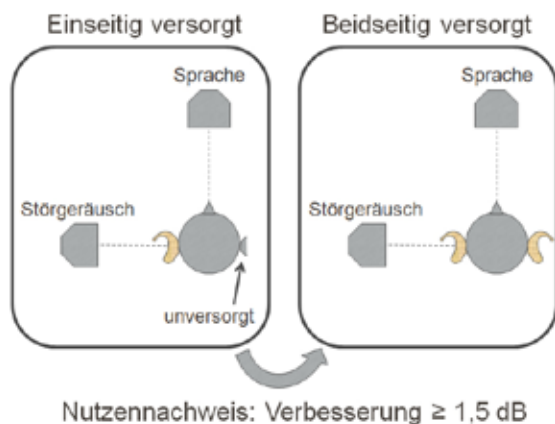 Einseitig versorgt
Beidseitig versorgt
Sprache
Sprache
Störgeräusch
Störgeräusch
unversorgt
Nutzennachweis: Verbesserung ≥ 1,5 dB